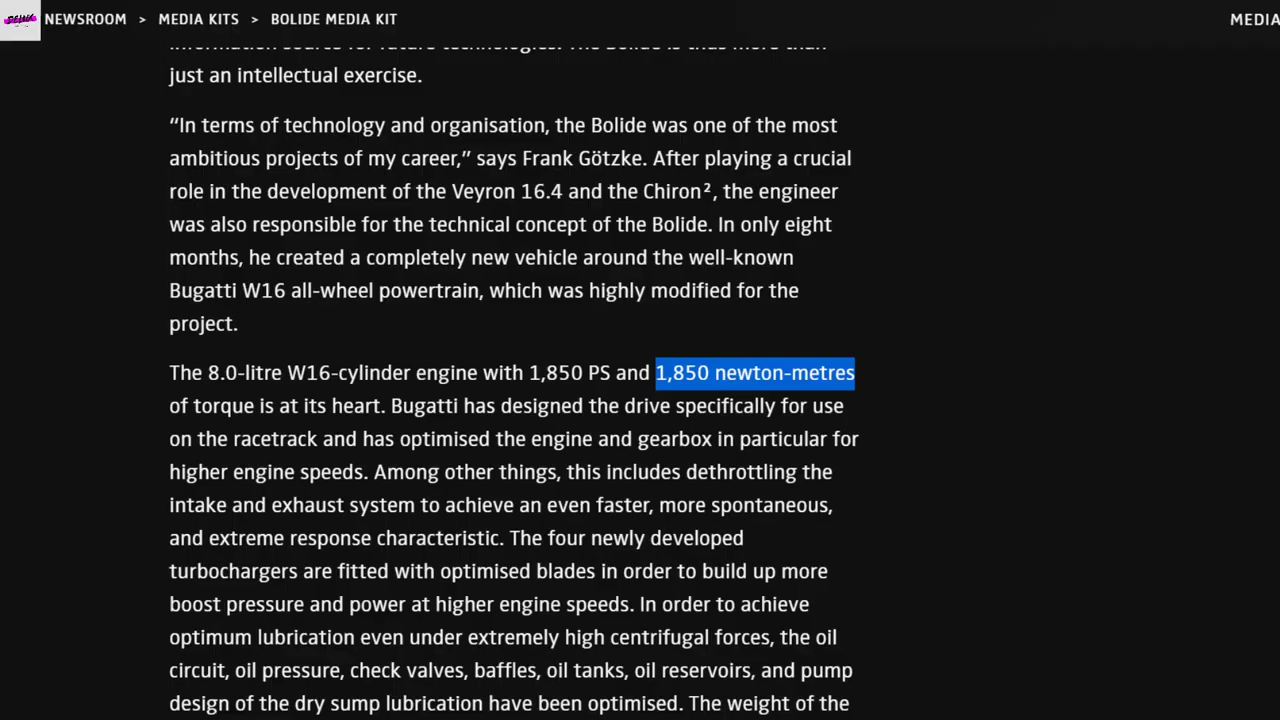 NEWSROOM > MEDIA KITS > BOLIDE MEDIA KIT
MEDIA
information source for future technologies. The Bolide is thus more than
just an intellectual exercise.
“In terms of technology and organisation, the Bolide was one of the most
ambitious projects of my career,” says Frank Götzke. After playing a crucial
role in the development of the Veyron 16.4 and the Chiron², the engineer
was also responsible for the technical concept of the Bolide. In only eight
months, he created a completely new vehicle around the well-known
Bugatti W16 all-wheel powertrain, which was highly modified for the
project.
The 8.0-litre W16-cylinder engine with 1,850 PS and 1,850 newton-metres
of torque is at its heart. Bugatti has designed the drive specifically for use
on the racetrack and has optimised the engine and gearbox in particular for
higher engine speeds. Among other things, this includes dethrottling the
intake and exhaust system to achieve an even faster, more spontaneous,
and extreme response characteristic. The four newly developed
turbochargers are fitted with optimised blades in order to build up more
boost pressure and power at higher engine speeds. In order to achieve
optimum lubrication even under extremely high centrifugal forces, the oil
circuit, oil pressure, check valves, baffles, oil tanks, oil reservoirs, and pump
design of the dry sump lubrication have been optimised. The weight of the